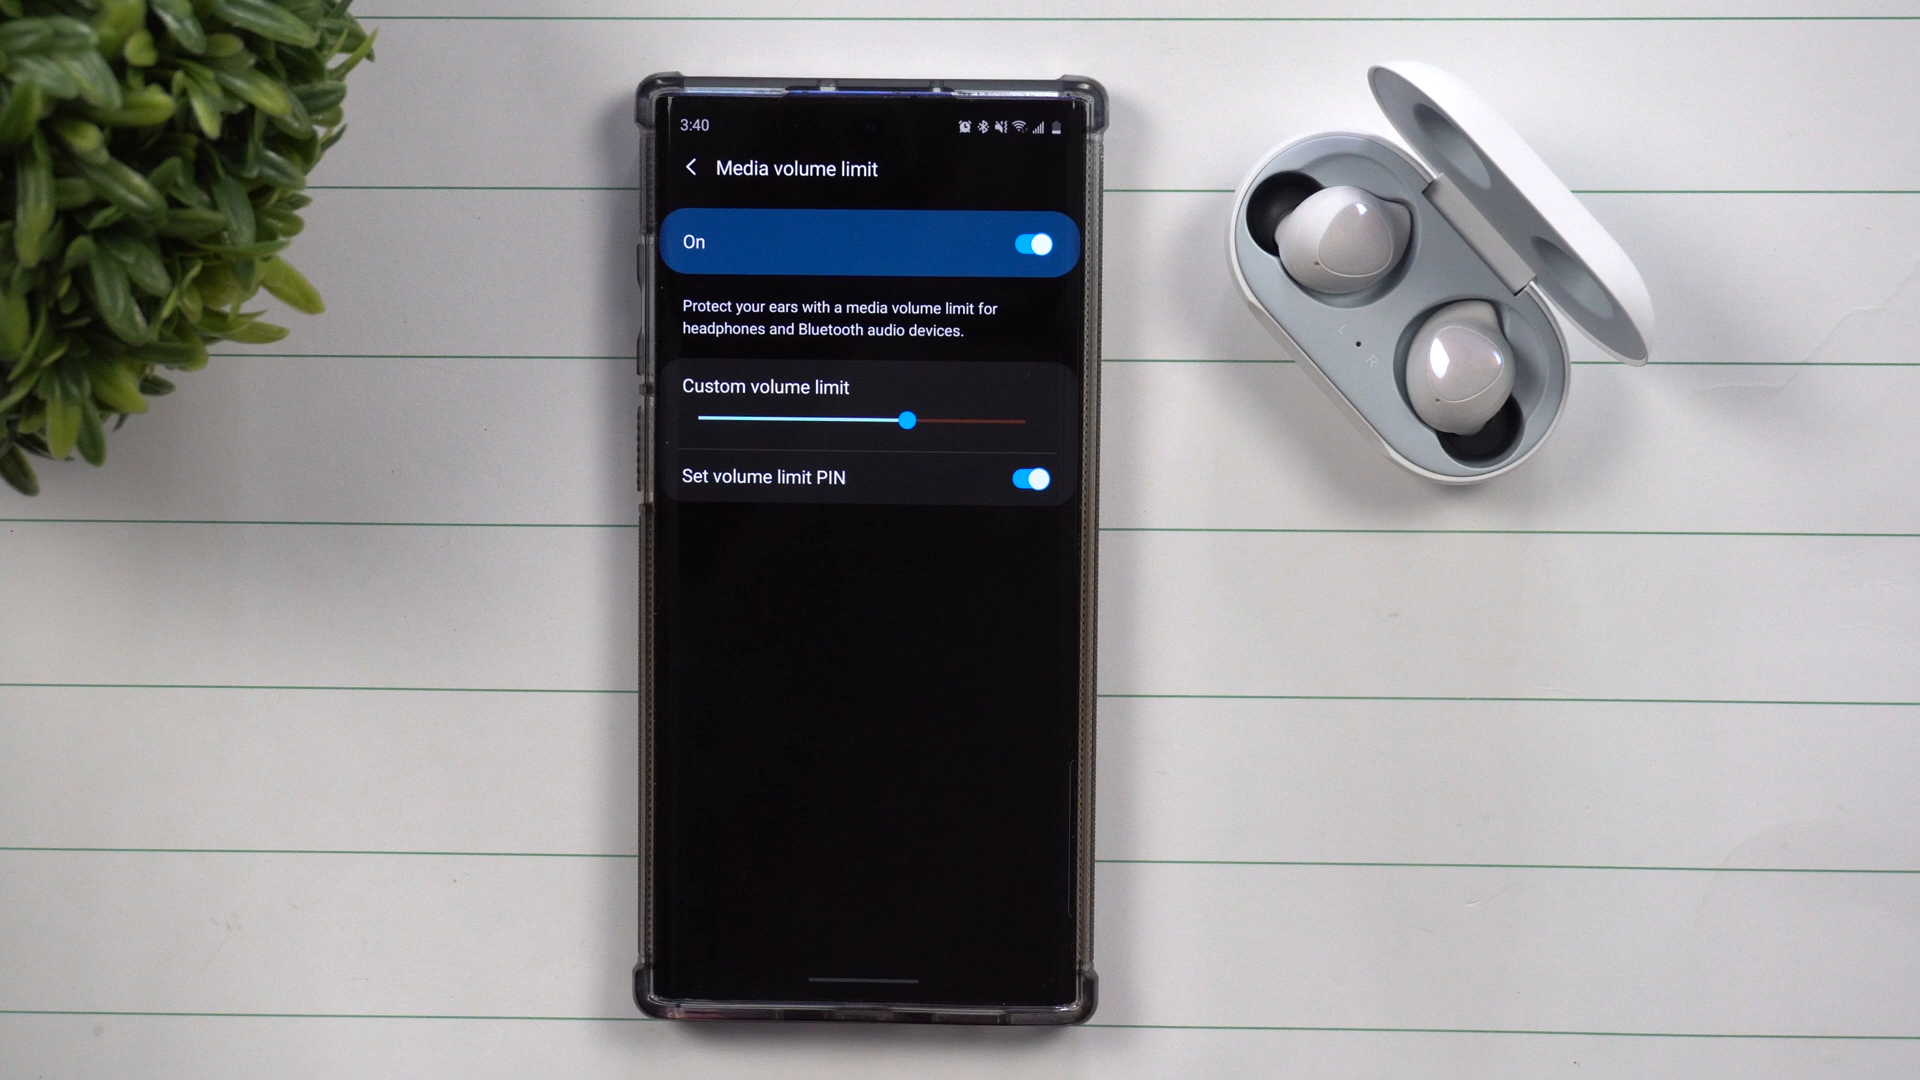 3:40
Media volume limit
On
Protect your ears with a media volume limit for
headphones and Bluetooth audio devices.
Custom volume limit
Set volume limit PIN
L
R